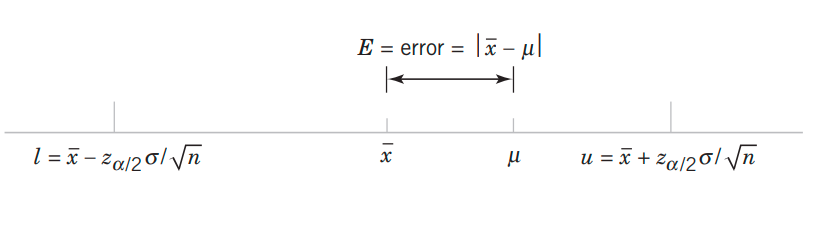 E = error = |x̄ – μ|
l = x̄ – z_{α/2}σ/√n
x̄
μ
u = x̄ + z_{α/2}σ/√n